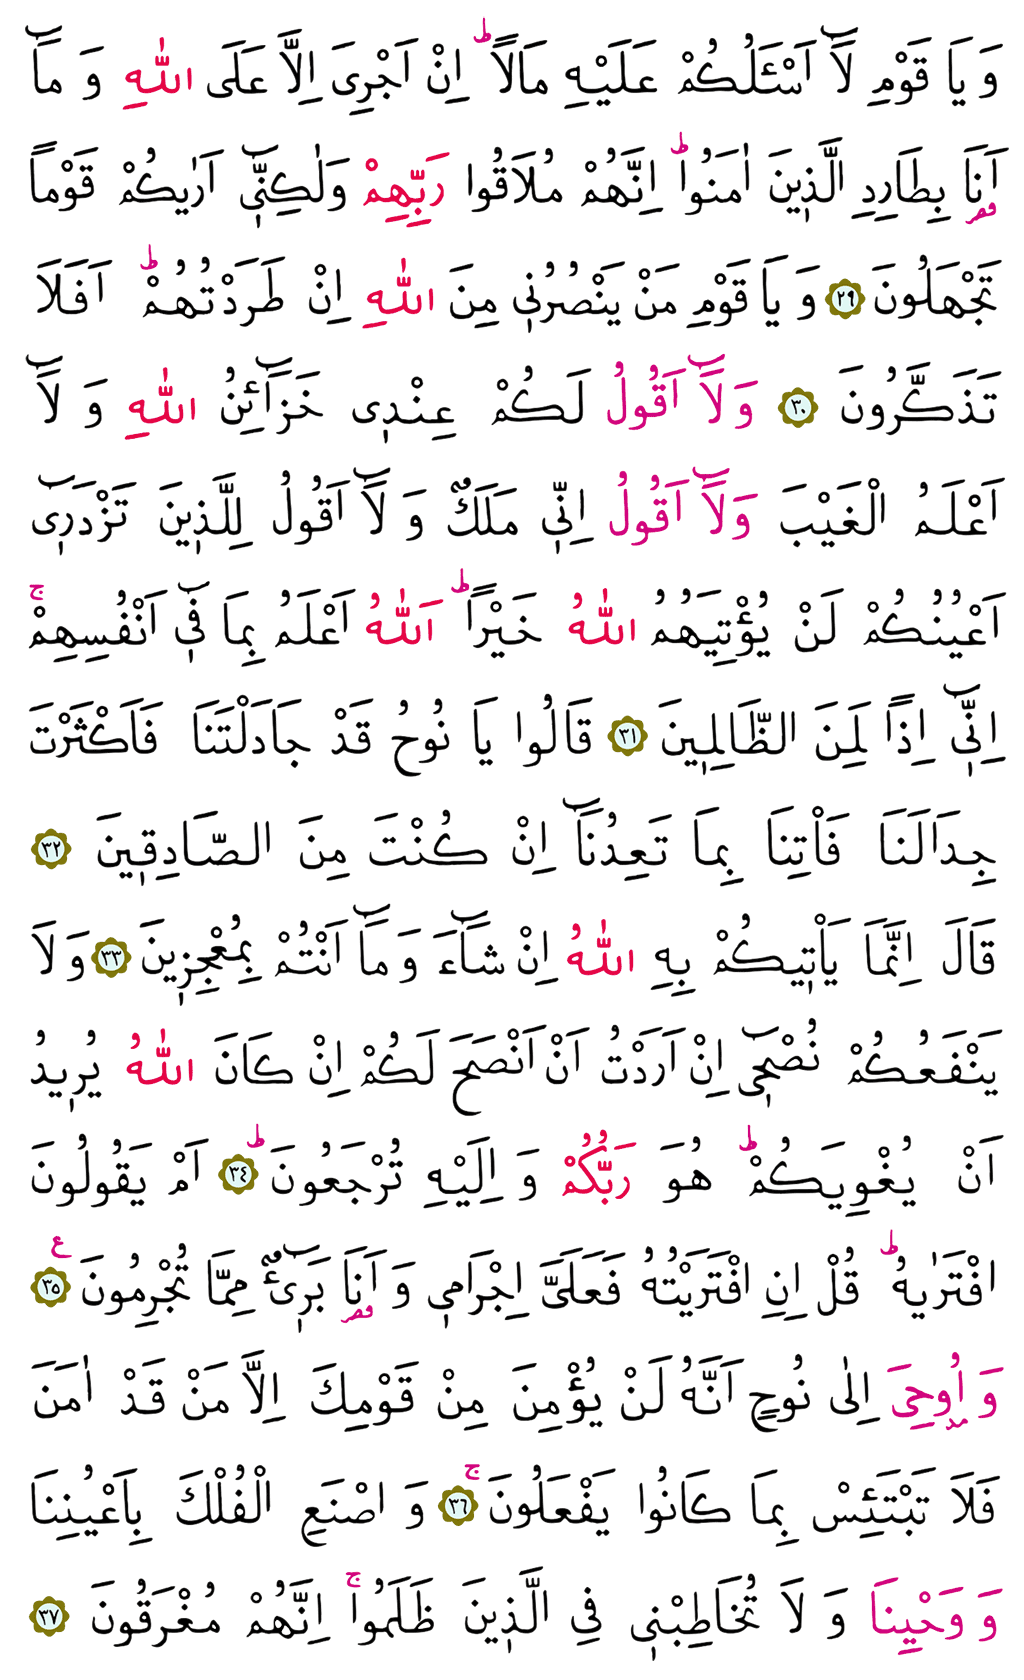 وَ يَا قَوْمِ لَٓا اَسْـَٔلُكُمْ عَلَيْهِ مَالًاۜ اِنْ اَجْرِىَ اِلَّا عَلَى اللّٰهِ وَ مَٓا
اَنَا۬ بِطَارِدِ الَّذ۪ينَ اٰمَنُواۜ اِنَّهُمْ مُلَاقُوا رَبِّهِمْ وَلٰكِنّ۪ٓى اَرٰيكُمْ قَوْماً
تَجْهَلُونَ ﴿٢٩﴾ وَ يَا قَوْمِ مَنْ يَنْصُرُن۪ى مِنَ اللّٰهِ اِنْ طَرَدْتُهُمْۜ اَفَلَا
تَذَكَّرُونَ ﴿٣٠﴾ وَلَٓا اَقُولُ لَكُمْ عِنْد۪ى خَزَٓائِنُ اللّٰهِ وَ لَٓا
اَعْلَمُ الْغَيْبَ وَلَٓا اَقُولُ اِنّ۪ى مَلَكٌ وَ لَٓا اَقُولُ لِلَّذ۪ينَ تَزْدَر۪ٓى
اَعْيُنُكُمْ لَنْ يُؤْتِيَهُمُ اللّٰهُ خَيْراًۜ اَللّٰهُ اَعْلَمُ بِمَا ف۪ٓى اَنْفُسِهِمْۚ
اِنّ۪ٓى اِذاً لَمِنَ الظَّالِم۪ينَ ﴿٣١﴾ قَالُوا يَا نُوحُ قَدْ جَادَلْتَنَا فَاَكْثَرْتَ
جِدَالَنَا فَاْتِنَا بِمَا تَعِدُنَٓا اِنْ كُنْتَ مِنَ الصَّادِق۪ينَ ﴿٣٢﴾
قَالَ اِنَّمَا يَاْت۪يكُمْ بِهِ اللّٰهُ اِنْ شَٓاءَ وَ مَٓا اَنْتُمْ بِمُعْجِز۪ينَ ﴿٣٣﴾ وَ لَا
يَنْفَعُكُمْ نُصْح۪ٓى اِنْ اَرَدْتُ اَنْ اَنْصَحَ لَكُمْ اِنْ كَانَ اللّٰهُ يُر۪يدُ
اَنْ يُغْوِيَكُمْۜ هُوَ رَبُّكُمْ وَ اِلَيْهِ تُرْجَعُونَۜ ﴿٣٤﴾ اَمْ يَقُولُونَ
افْتَرٰيهُۜ قُلْ اِنِ افْتَرَيْتُهُ فَعَلَىَّ اِجْرَام۪ى وَ اَنَا۬ بَر۪ٓىءٌ مِمَّا تُجْرِمُونَ ﴿٣٥﴾ ع
وَ اُو۫حِىَ اِلٰى نُوحٍ اَنَّهُ لَنْ يُؤْمِنَ مِنْ قَوْمِكَ اِلَّا مَنْ قَدْ اٰمَنَ
فَلَا تَبْتَئِسْ بِمَا كَانُوا يَفْعَلُونَۚ ﴿٣٦﴾ وَ اصْنَعِ الْفُلْكَ بِاَعْيُنِنَا
وَ وَحْيِنَا وَ لَا تُخَاطِبْن۪ى فِى الَّذ۪ينَ ظَلَمُواۚ اِنَّهُمْ مُغْرَقُونَ ﴿٣٧﴾